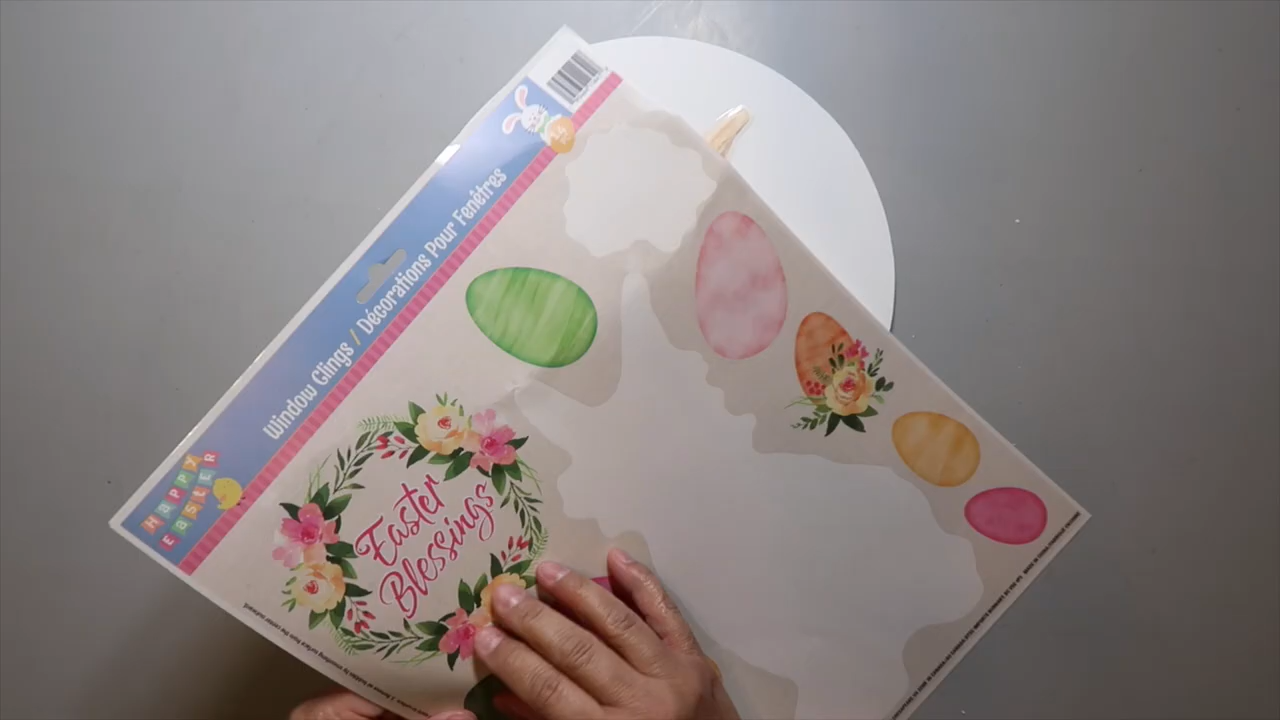 HAPPY
EASTER
Window Clings / Décorations Pour Fenêtres
Easter
Blessings